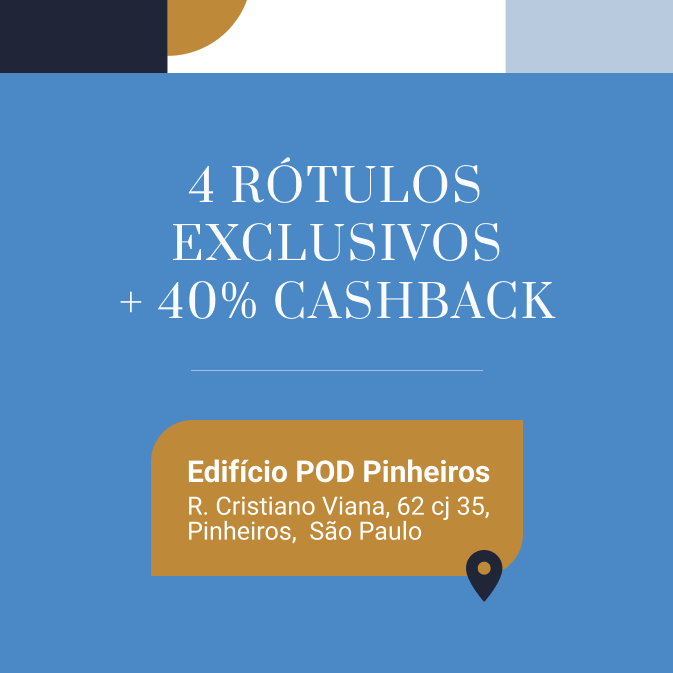 4 RÓTULOS
EXCLUSIVOS
+ 40% CASHBACK
Edifício POD Pinheiros
R. Cristiano Viana, 62 cj 35,
Pinheiros, São Paulo